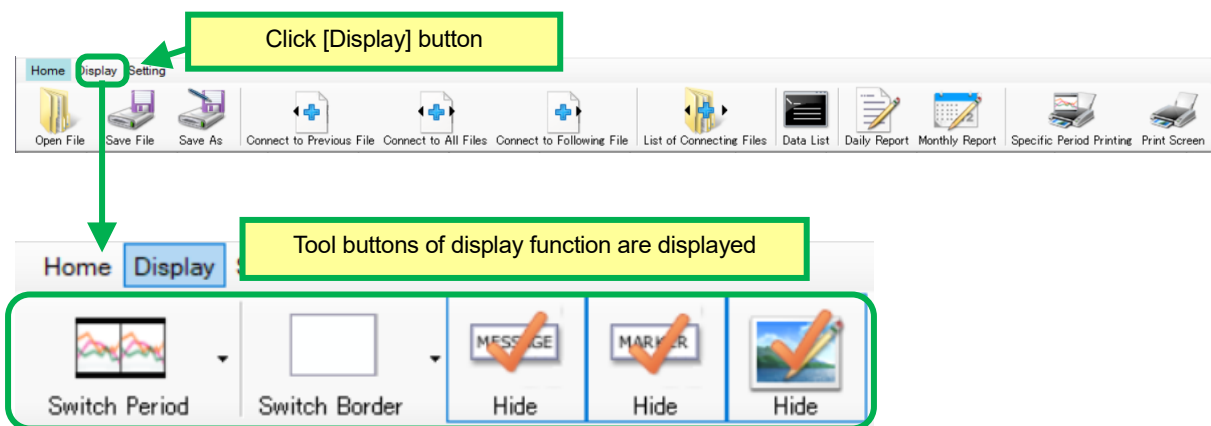 Click [Display] button
Home Display Setting
Open File Save File Save As Connect to Previous File Connect to All Files Connect to Following File List of Connecting Files Data List Daily Report Monthly Report Specific Period Printing Print Screen
Tool buttons of display function are displayed
Home Display
MESSAGE MARKER
Switch Period Switch Border Hide Hide Hide